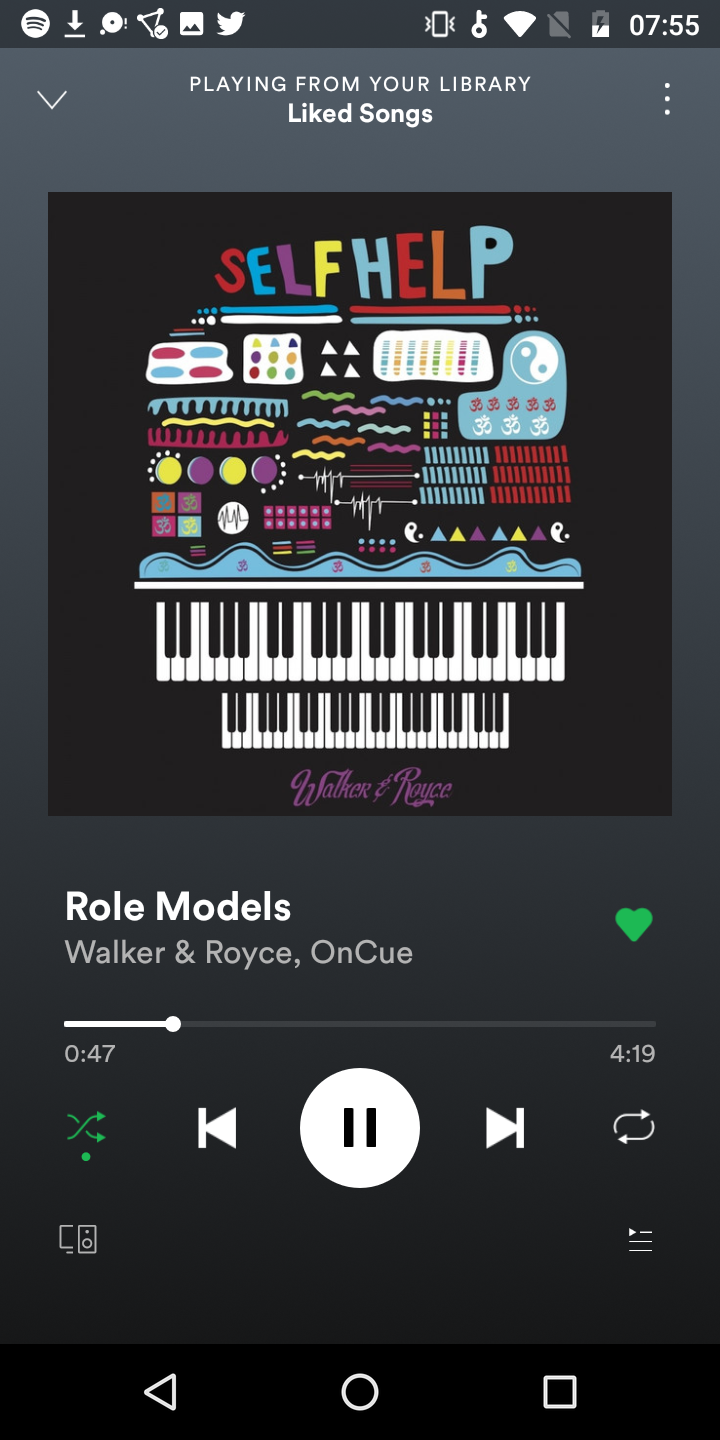 07:55
PLAYING FROM YOUR LIBRARY
Liked Songs
SELF HELP
ॐ ॐ ॐ ॐ ॐ
ॐ ॐ ॐ
ॐ ॐ
ॐ ॐ
ॐ ॐ ॐ ॐ ॐ
Walker & Royce
Role Models
Walker & Royce, OnCue
0:47
4:19